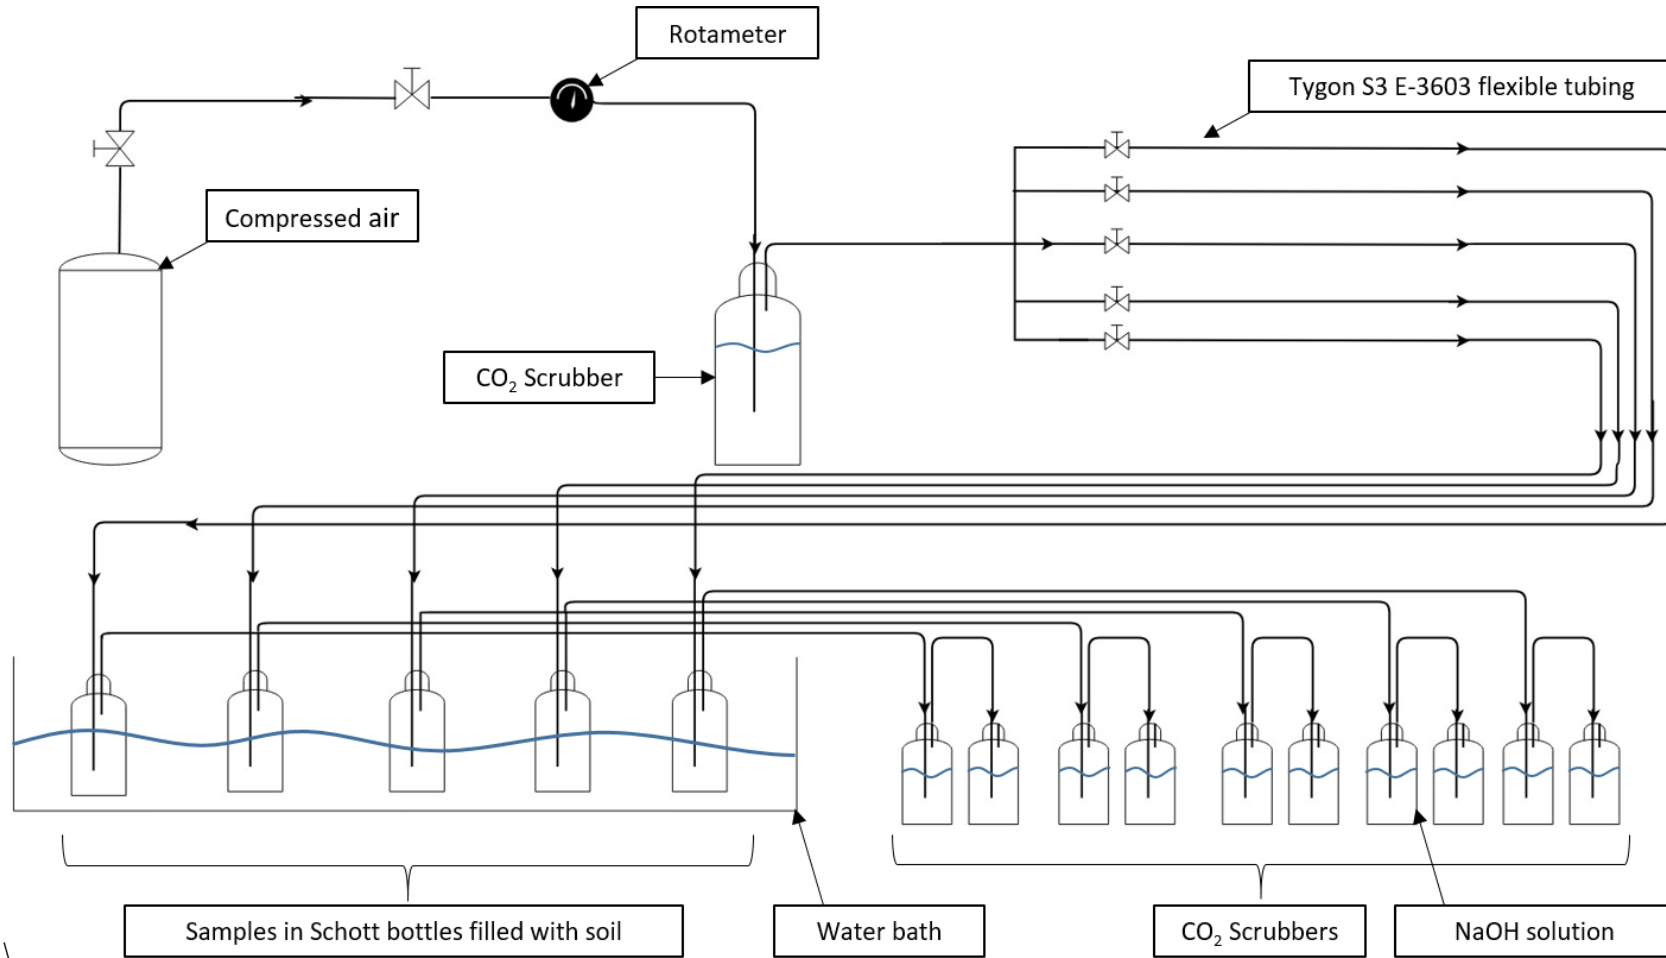 Rotameter
Tygon S3 E-3603 flexible tubing
Compressed air
CO₂ Scrubber
Samples in Schott bottles filled with soil
Water bath
CO₂ Scrubbers
NaOH solution
\